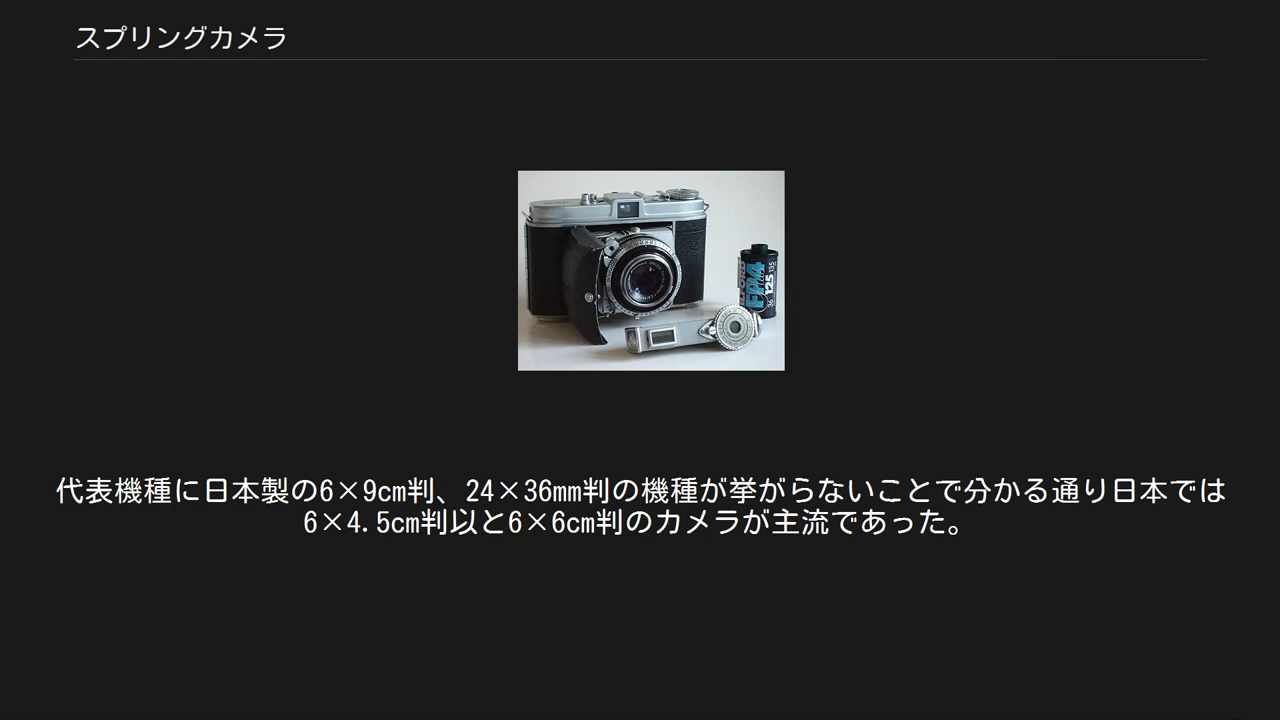 スプリングカメラ
FP4
125
36
代表機種に日本製の6×9cm判、24×36mm判の機種が挙がらないことで分かる通り日本では
6×4.5cm判以と6×6cm判のカメラが主流であった。